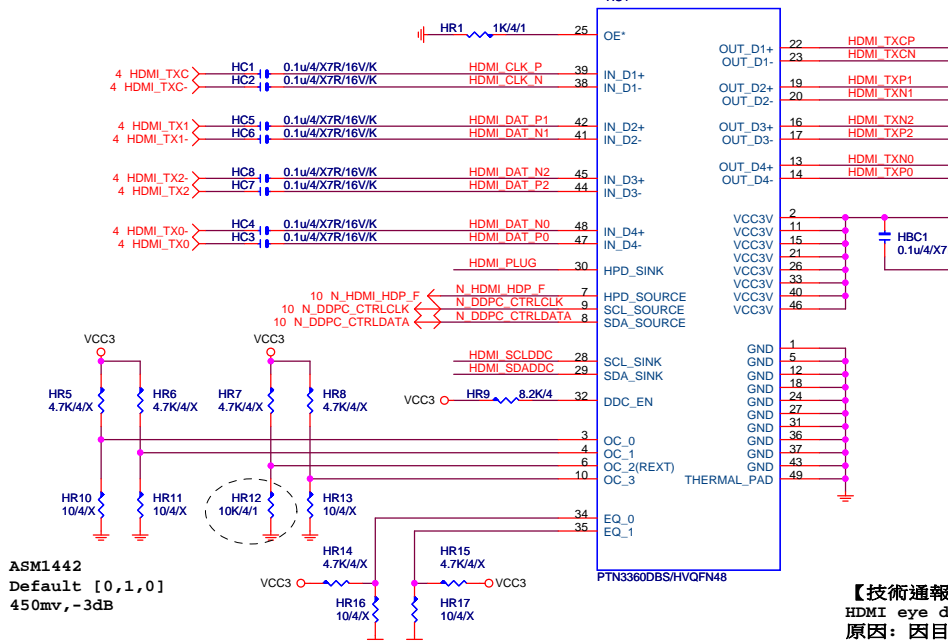 HR1 1K/4/1 25 OE*
4 HDMI_TXC HC1 0.1u/4/X7R/16V/K HDMI_CLK_P 39 IN_D1+
4 HDMI_TXC- HC2 0.1u/4/X7R/16V/K HDMI_CLK_N 38 IN_D1-
4 HDMI_TX1 HC5 0.1u/4/X7R/16V/K HDMI_DAT_P1 42 IN_D2+
4 HDMI_TX1- HC6 0.1u/4/X7R/16V/K HDMI_DAT_N1 41 IN_D2-
4 HDMI_TX2- HC8 0.1u/4/X7R/16V/K HDMI_DAT_N2 45 IN_D3+
4 HDMI_TX2 HC7 0.1u/4/X7R/16V/K HDMI_DAT_P2 44 IN_D3-
4 HDMI_TX0- HC4 0.1u/4/X7R/16V/K HDMI_DAT_N0 48 IN_D4+
4 HDMI_TX0 HC3 0.1u/4/X7R/16V/K HDMI_DAT_P0 47 IN_D4-
HDMI_PLUG 30 HPD_SINK
10 N_HDMI_HDP_F N_HDMI_HDP_F 7 HPD_SOURCE
10 N_DDPC_CTRLCLK N_DDPC_CTRLCLK 9 SCL_SOURCE
10 N_DDPC_CTRLDATA N_DDPC_CTRLDATA 8 SDA_SOURCE
HDMI_SCLDDC 28 SCL_SINK
HDMI_SDADDC 29 SDA_SINK
VCC3 HR9 8.2K/4 32 DDC_EN
3 OC_0
4 OC_1
6 OC_2(REXT)
10 OC_3
34 EQ_0
35 EQ_1
OUT_D1+ 22 HDMI_TXCP
OUT_D1- 23 HDMI_TXCN
OUT_D2+ 19 HDMI_TXP1
OUT_D2- 20 HDMI_TXN1
OUT_D3+ 16 HDMI_TXN2
OUT_D3- 17 HDMI_TXP2
OUT_D4+ 13 HDMI_TXN0
OUT_D4- 14 HDMI_TXP0
VCC3V 2
VCC3V 11
VCC3V 15
VCC3V 21
VCC3V 26
VCC3V 33
VCC3V 40
VCC3V 46
HBC1
0.1u/4/X7
GND 1
GND 5
GND 12
GND 18
GND 24
GND 27
GND 31
GND 36
GND 37
GND 43
THERMAL_PAD 49
PTN3360DBS/HVQFN48
VCC3 VCC3
HR5 HR6 HR7 HR8
4.7K/4/X 4.7K/4/X 4.7K/4/X 4.7K/4/X
HR10 HR11 HR12 HR13
10/4/X 10/4/X 10K/4/1 10/4/X
HR14 HR15
4.7K/4/X 4.7K/4/X
VCC3 VCC3
HR16 HR17
10/4/X 10/4/X
ASM1442
Default [0,1,0]
450mv,-3dB
【技術通報
HDMI eye d
原因: 因目